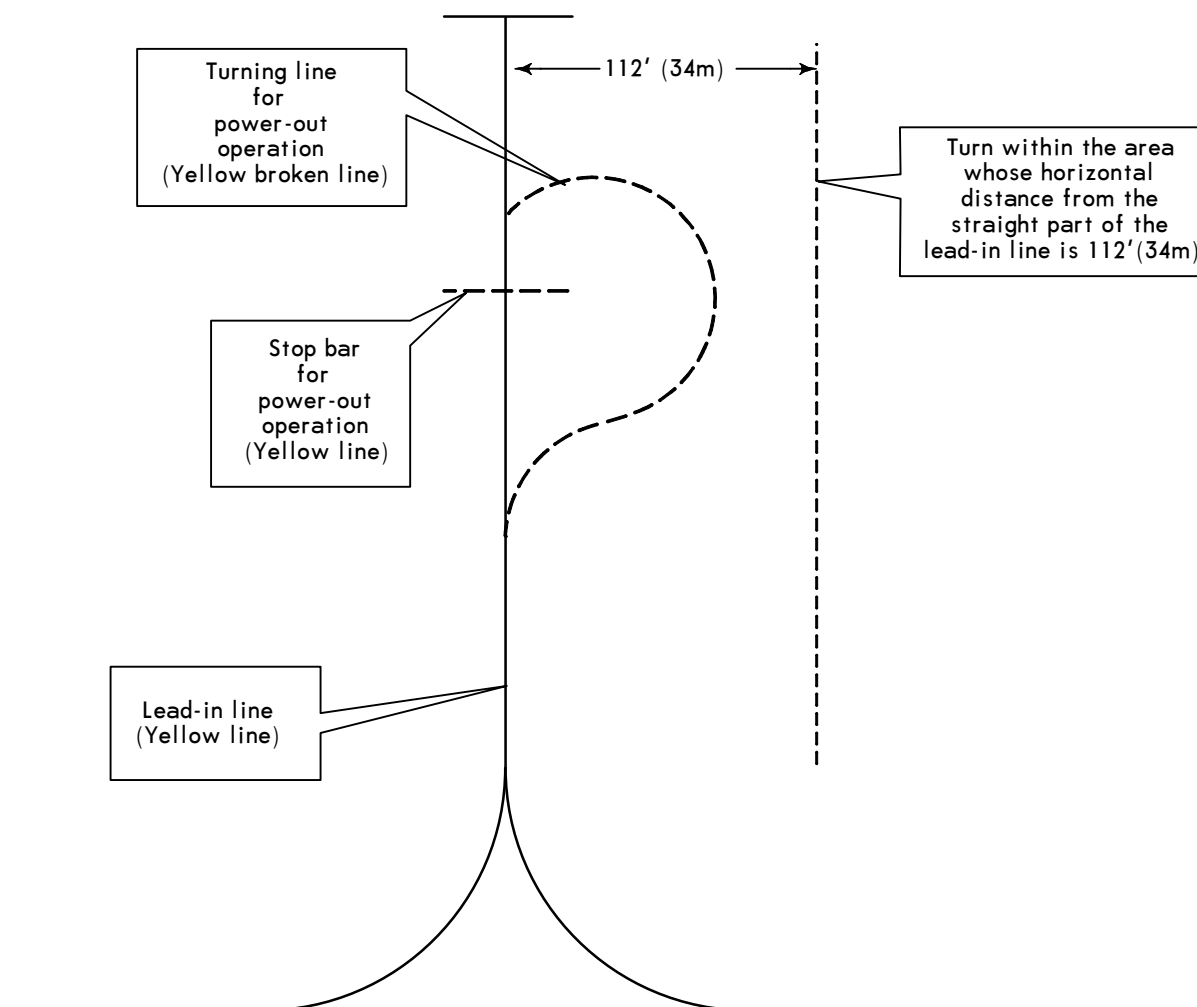 112' (34m)
Turning line
for
power-out
operation
(Yellow broken line)
Turn within the area
whose horizontal
distance from the
straight part of the
lead-in line is 112'(34m)
Stop bar
for
power-out
operation
(Yellow line)
Lead-in line
(Yellow line)